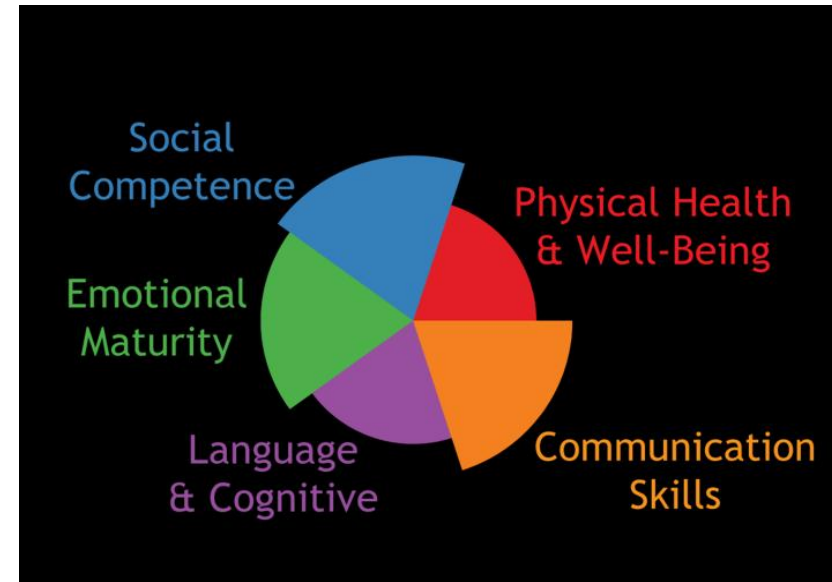 Social
Competence
Physical Health
& Well-Being
Emotional
Maturity
Language
& Cognitive
Communication
Skills